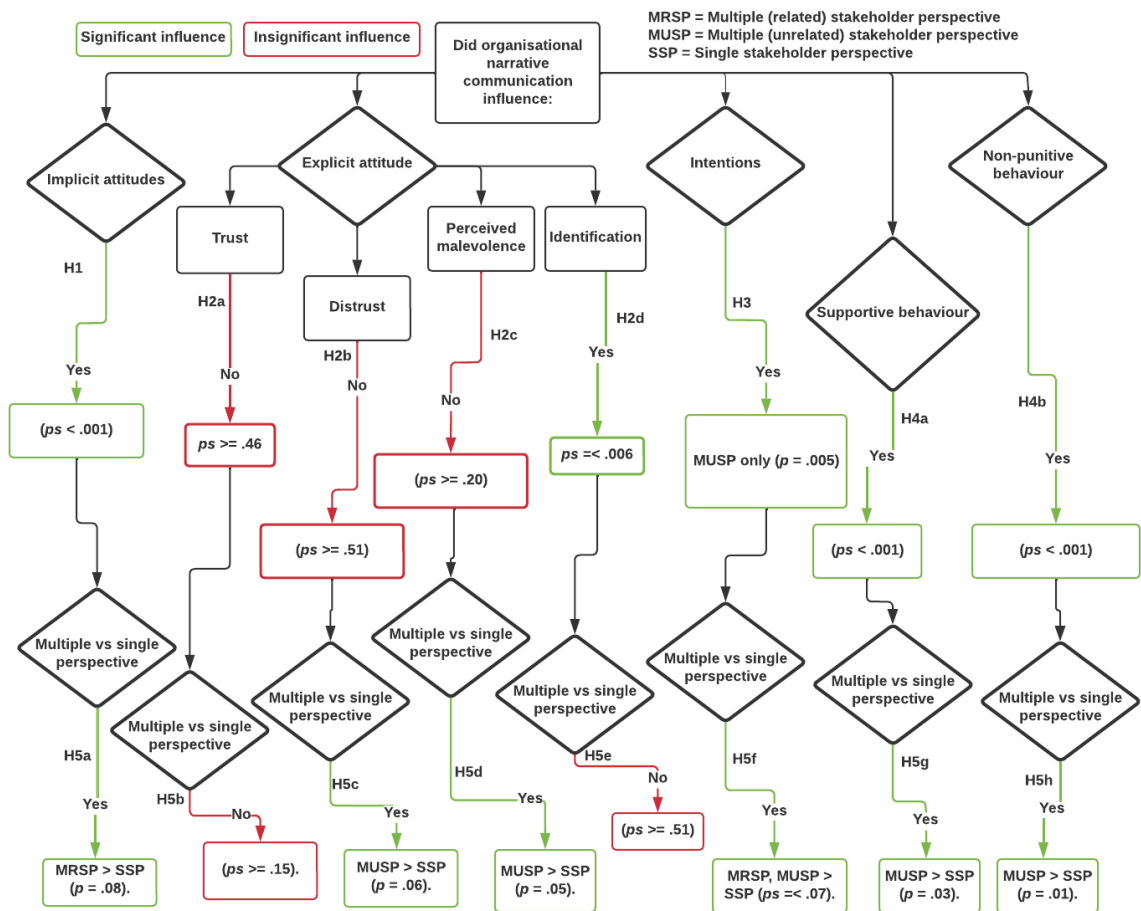 Significant influence
Insignificant influence
MRSP = Multiple (related) stakeholder perspective
MUSP = Multiple (unrelated) stakeholder perspective
SSP = Single stakeholder perspective
Did organisational
narrative
communication
influence:
Implicit attitudes
Explicit attitude
Intentions
Non-punitive
behaviour
Trust
Perceived
malevolence
Identification
Distrust
Supportive behaviour
H1
H2a
H2b
H2c
H2d
H3
H4a
H4b
Yes
No
No
No
Yes
Yes
Yes
Yes
(ps < .001)
ps >= .46
(ps >= .51)
(ps >= .20)
ps =< .006
MUSP only (p = .005)
(ps < .001)
(ps < .001)
Multiple vs single
perspective
Multiple vs single
perspective
Multiple vs single
perspective
Multiple vs single
perspective
Multiple vs single
perspective
Multiple vs single
perspective
Multiple vs single
perspective
Multiple vs single
perspective
H5a
H5b
H5c
H5d
H5e
H5f
H5g
H5h
Yes
No
Yes
Yes
No
Yes
Yes
Yes
MRSP > SSP
(p = .08).
(ps >= .15).
MUSP > SSP
(p = .06).
MUSP > SSP
(p = .05).
(ps >= .51)
MRSP, MUSP >
SSP (ps =< .07).
MUSP > SSP
(p = .03).
MUSP > SSP
(p = .01).